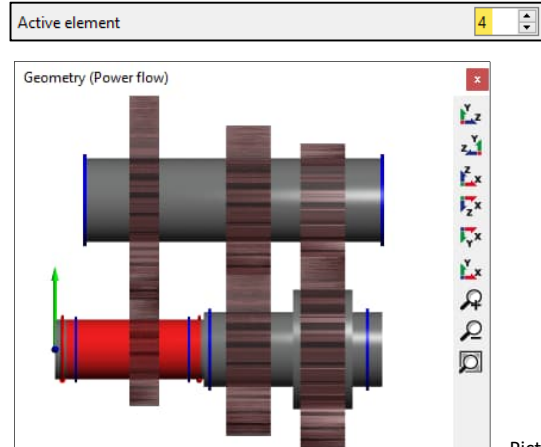 Active element 4
Geometry (Power flow) x
Y Z
Z Y
Z X
X Z
X Y
Y X